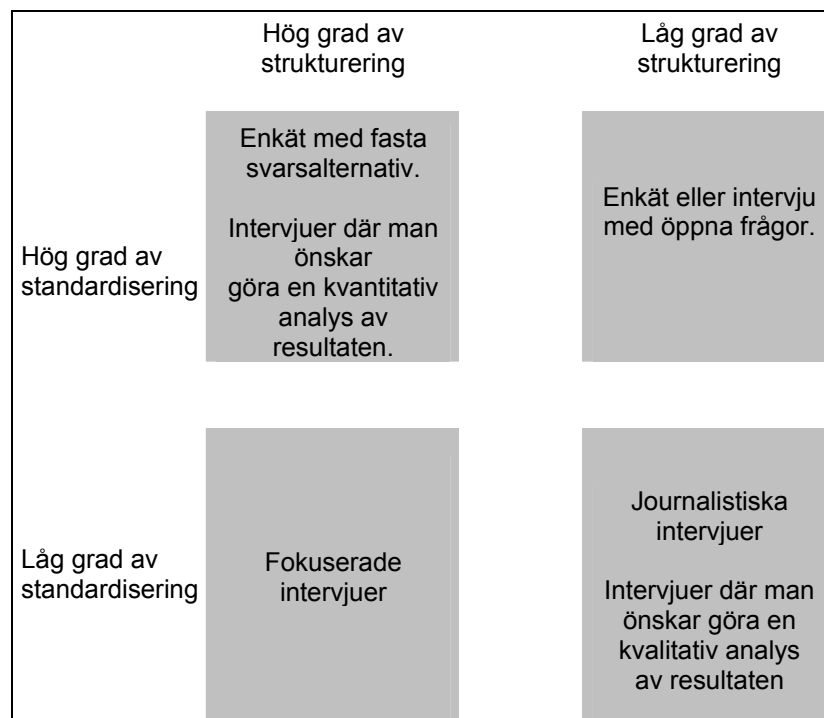 Hög grad av
strukturering
Låg grad av
strukturering
Hög grad av
standardisering
Enkät med fasta
svarsalternativ.
Intervjuer där man
önskar
göra en kvantitativ
analys av
resultaten.
Enkät eller intervju
med öppna frågor.
Låg grad av
standardisering
Fokuserade
intervjuer
Journalistiska
intervjuer
Intervjuer där man
önskar göra en
kvalitativ analys
av resultaten